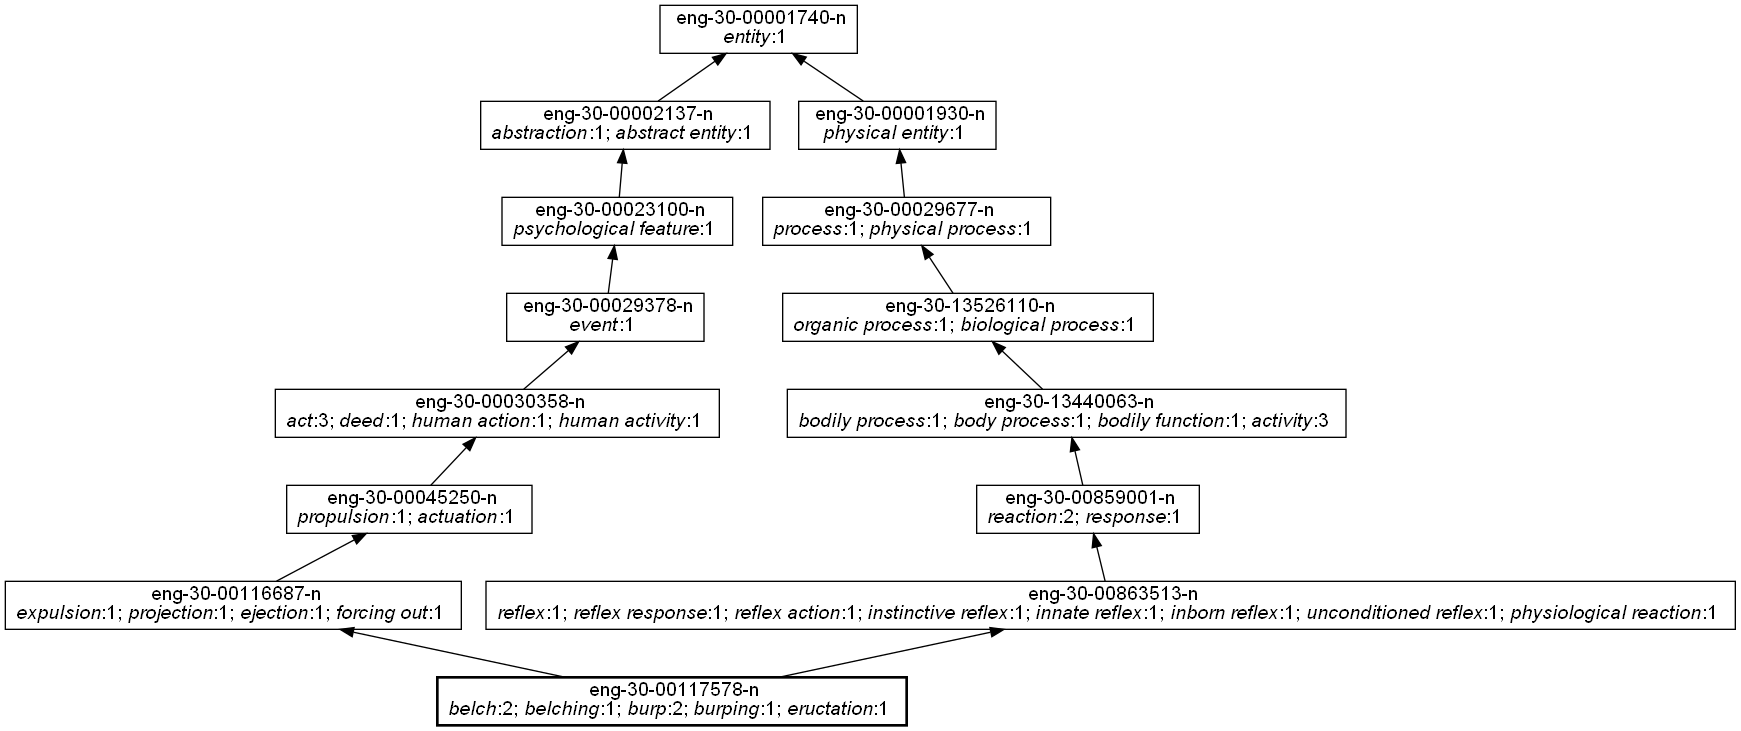 eng-30-00001740-n
entity:1
eng-30-00002137-n
abstraction:1; abstract entity:1
eng-30-00001930-n
physical entity:1
eng-30-00023100-n
psychological feature:1
eng-30-00029677-n
process:1; physical process:1
eng-30-00029378-n
event:1
eng-30-13526110-n
organic process:1; biological process:1
eng-30-00030358-n
act:3; deed:1; human action:1; human activity:1
eng-30-13440063-n
bodily process:1; body process:1; bodily function:1; activity:3
eng-30-00045250-n
propulsion:1; actuation:1
eng-30-00859001-n
reaction:2; response:1
eng-30-00116687-n
expulsion:1; projection:1; ejection:1; forcing out:1
eng-30-00863513-n
reflex:1; reflex response:1; reflex action:1; instinctive reflex:1; innate reflex:1; inborn reflex:1; unconditioned reflex:1; physiological reaction:1
eng-30-00117578-n
belch:2; belching:1; burp:2; burping:1; eructation:1